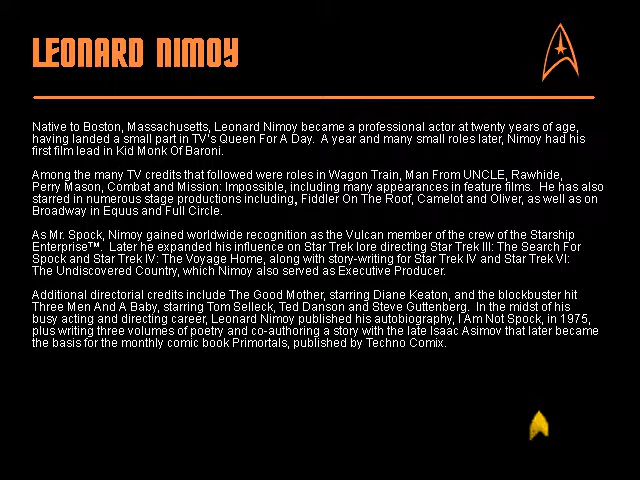 LEONARD NIMOY
Native to Boston, Massachusetts, Leonard Nimoy became a professional actor at twenty years of age,
having landed a small part in TV's Queen For A Day.  A year and many small roles later, Nimoy had his
first film lead in Kid Monk Of Baroni.
Among the many TV credits that followed were roles in Wagon Train, Man From UNCLE, Rawhide,
Perry Mason, Combat and Mission: Impossible, including many appearances in feature films.  He has also
starred in numerous stage productions including, Fiddler On The Roof, Camelot and Oliver, as well as on
Broadway in Equus and Full Circle.
As Mr. Spock, Nimoy gained worldwide recognition as the Vulcan member of the crew of the Starship
Enterprise™.  Later he expanded his influence on Star Trek lore directing Star Trek III: The Search For
Spock and Star Trek IV: The Voyage Home, along with story-writing for Star Trek IV and Star Trek VI:
The Undiscovered Country, which Nimoy also served as Executive Producer.
Additional directorial credits include The Good Mother, starring Diane Keaton, and the blockbuster hit
Three Men And A Baby, starring Tom Selleck, Ted Danson and Steve Guttenberg.  In the midst of his
busy acting and directing career, Leonard Nimoy published his autobiography, I Am Not Spock, in 1975,
plus writing three volumes of poetry and co-authoring a story with the late Isaac Asimov that later became
the basis for the monthly comic book Primortals, published by Techno Comix.